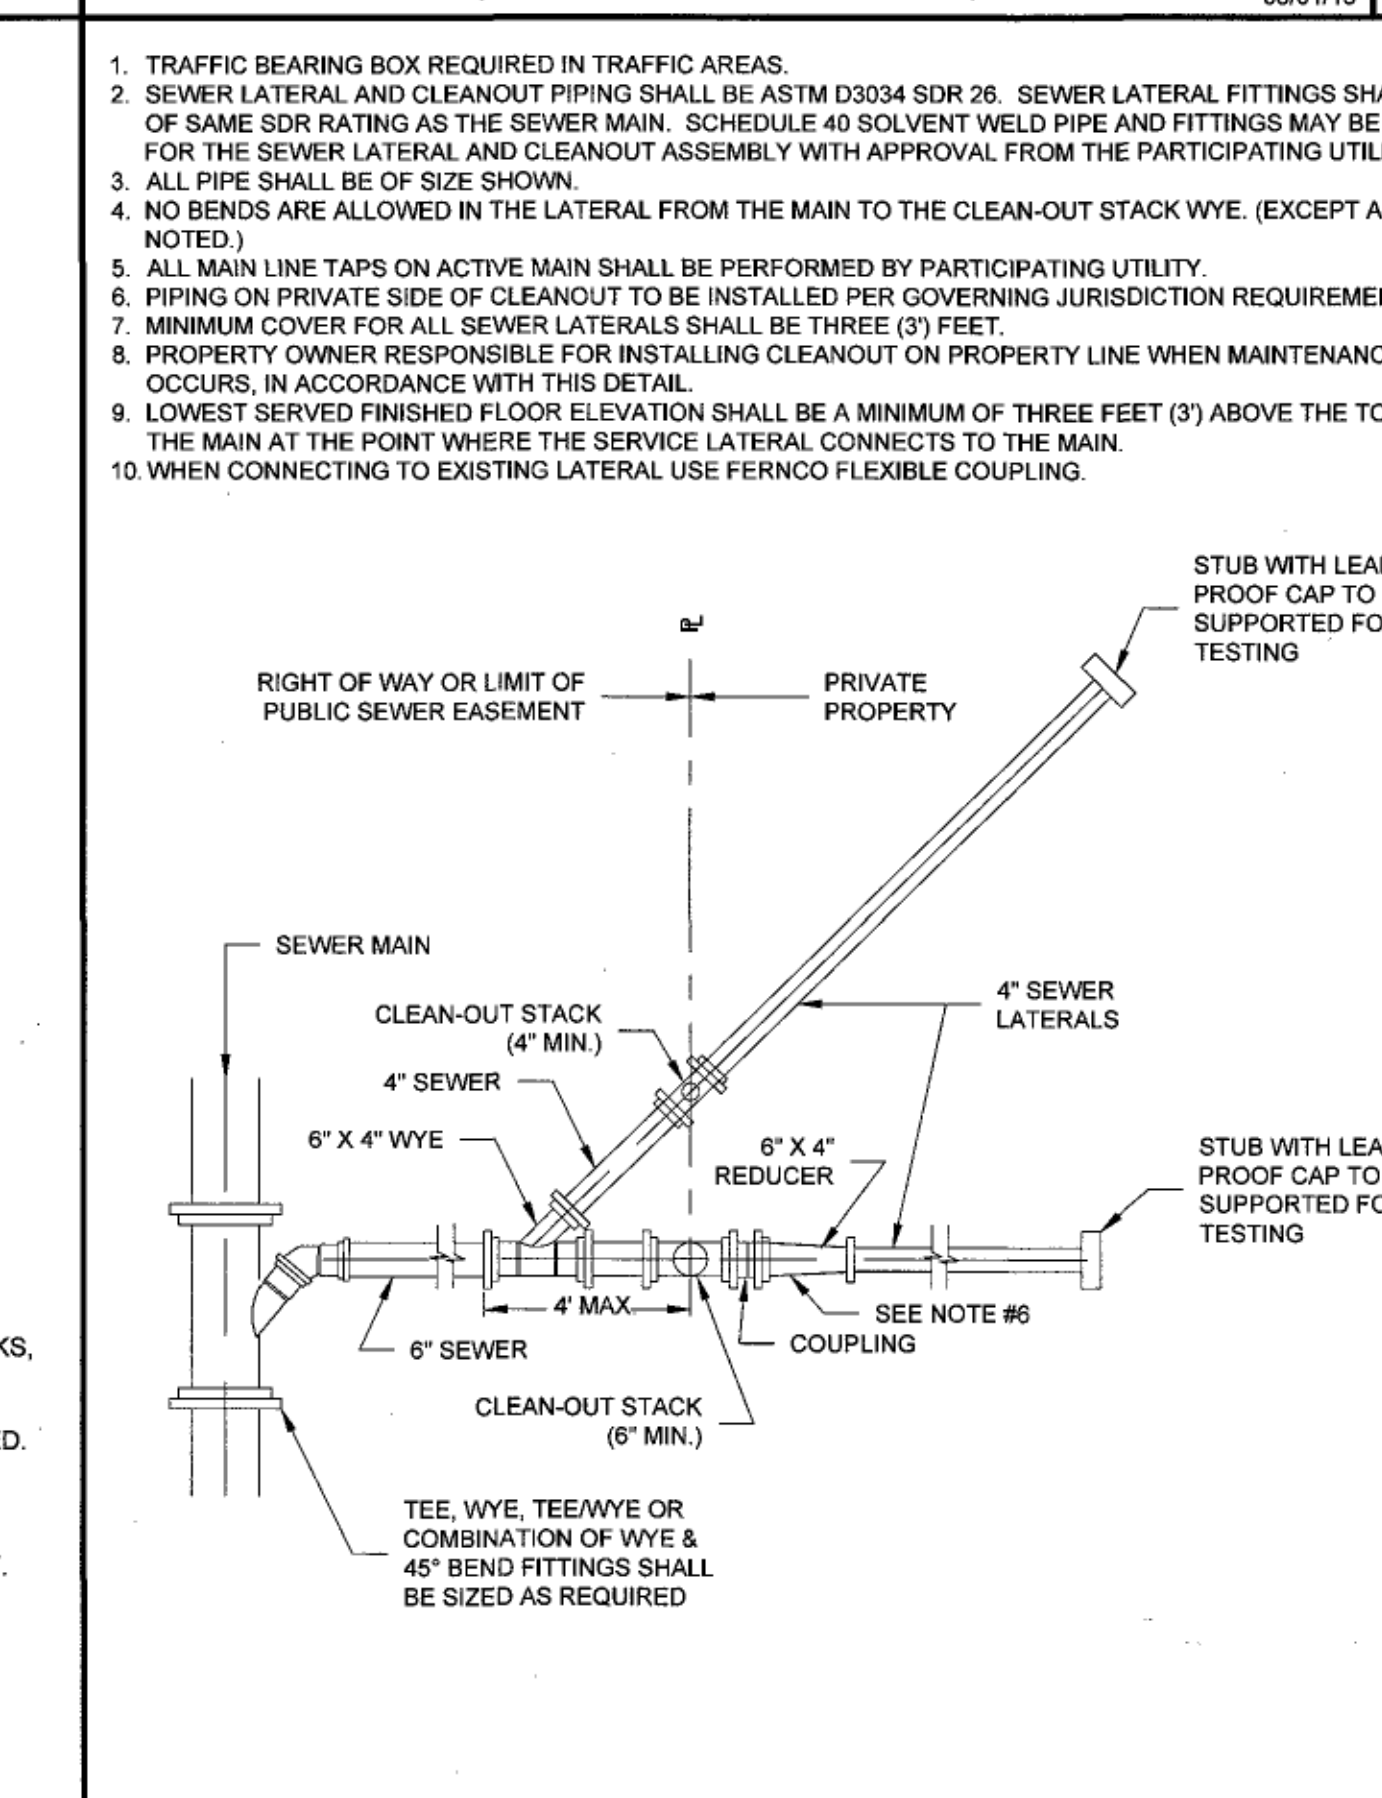 1. TRAFFIC BEARING BOX REQUIRED IN TRAFFIC AREAS.
2. SEWER LATERAL AND CLEANOUT PIPING SHALL BE ASTM D3034 SDR 26. SEWER LATERAL FITTINGS SHA
OF SAME SDR RATING AS THE SEWER MAIN. SCHEDULE 40 SOLVENT WELD PIPE AND FITTINGS MAY BE
FOR THE SEWER LATERAL AND CLEANOUT ASSEMBLY WITH APPROVAL FROM THE PARTICIPATING UTIL
3. ALL PIPE SHALL BE OF SIZE SHOWN.
4. NO BENDS ARE ALLOWED IN THE LATERAL FROM THE MAIN TO THE CLEAN-OUT STACK WYE. (EXCEPT A
NOTED.)
5. ALL MAIN LINE TAPS ON ACTIVE MAIN SHALL BE PERFORMED BY PARTICIPATING UTILITY.
6. PIPING ON PRIVATE SIDE OF CLEANOUT TO BE INSTALLED PER GOVERNING JURISDICTION REQUIREME
7. MINIMUM COVER FOR ALL SEWER LATERALS SHALL BE THREE (3') FEET.
8. PROPERTY OWNER RESPONSIBLE FOR INSTALLING CLEANOUT ON PROPERTY LINE WHEN MAINTENANC
OCCURS, IN ACCORDANCE WITH THIS DETAIL.
9. LOWEST SERVED FINISHED FLOOR ELEVATION SHALL BE A MINIMUM OF THREE FEET (3') ABOVE THE TO
THE MAIN AT THE POINT WHERE THE SERVICE LATERAL CONNECTS TO THE MAIN.
10. WHEN CONNECTING TO EXISTING LATERAL USE FERNCO FLEXIBLE COUPLING.
STUB WITH LEA
PROOF CAP TO
SUPPORTED FO
TESTING
PL
RIGHT OF WAY OR LIMIT OF
PUBLIC SEWER EASEMENT
PRIVATE
PROPERTY
SEWER MAIN
CLEAN-OUT STACK
(4" MIN.)
4" SEWER
LATERALS
4" SEWER
6" X 4" WYE
6" X 4"
REDUCER
STUB WITH LEA
PROOF CAP TO
SUPPORTED FO
TESTING
4' MAX.
SEE NOTE #6
COUPLING
6" SEWER
CLEAN-OUT STACK
(6" MIN.)
TEE, WYE, TEE/WYE OR
COMBINATION OF WYE &
45° BEND FITTINGS SHALL
BE SIZED AS REQUIRED
KS,
ED.